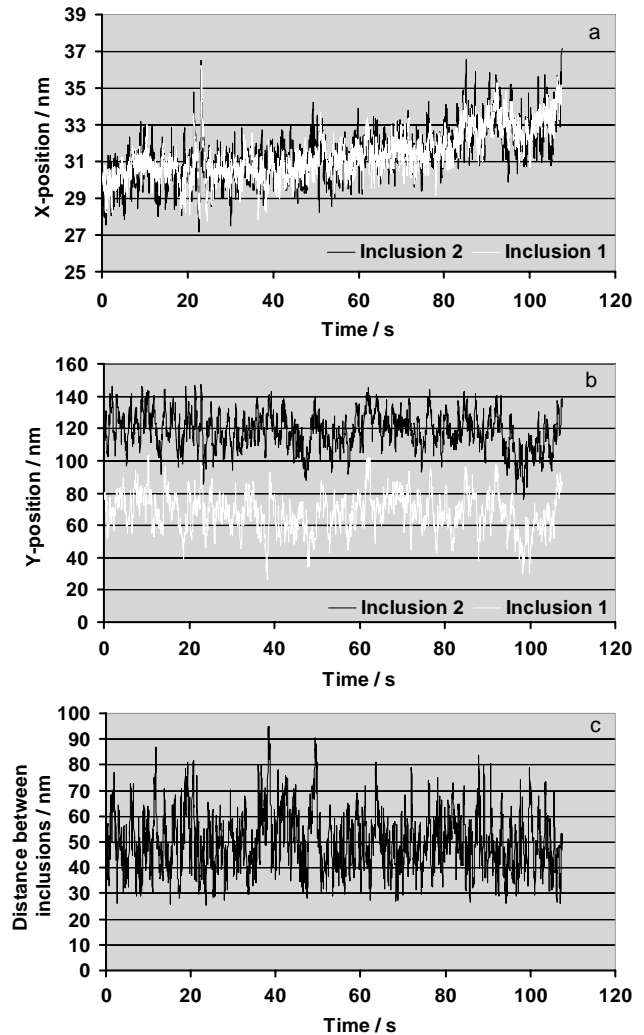 39
a
37
35
33
31
29
27
25
X-position / nm
Inclusion 2 Inclusion 1
0 20 40 60 80 100 120
Time / s
160
b
140
120
100
80
60
40
20
0
Y-position / nm
Inclusion 2 Inclusion 1
0 20 40 60 80 100 120
Time / s
100
c
90
80
70
60
50
40
30
20
10
0
Distance between
inclusions / nm
0 20 40 60 80 100 120
Time / s